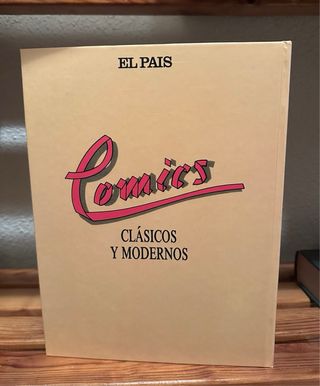 EL PAIS
Comics
CLÁSICOS
Y MODERNOS